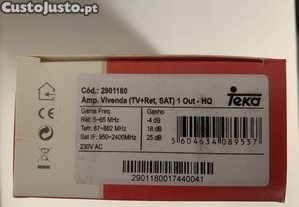 CustoJusto.pt
Cód.: 2901180
Amp. Vivenda (TV+Ret, SAT) 1 Out - HQ
Gama Freq. Ganho
Ret: 5-65 MHz -4 dB
Terr.: 87-862 MHz 18 dB
Sat IF: 950-2400MHz 25 dB
230V AC
Teka
5 604634 089537
2901180017440041